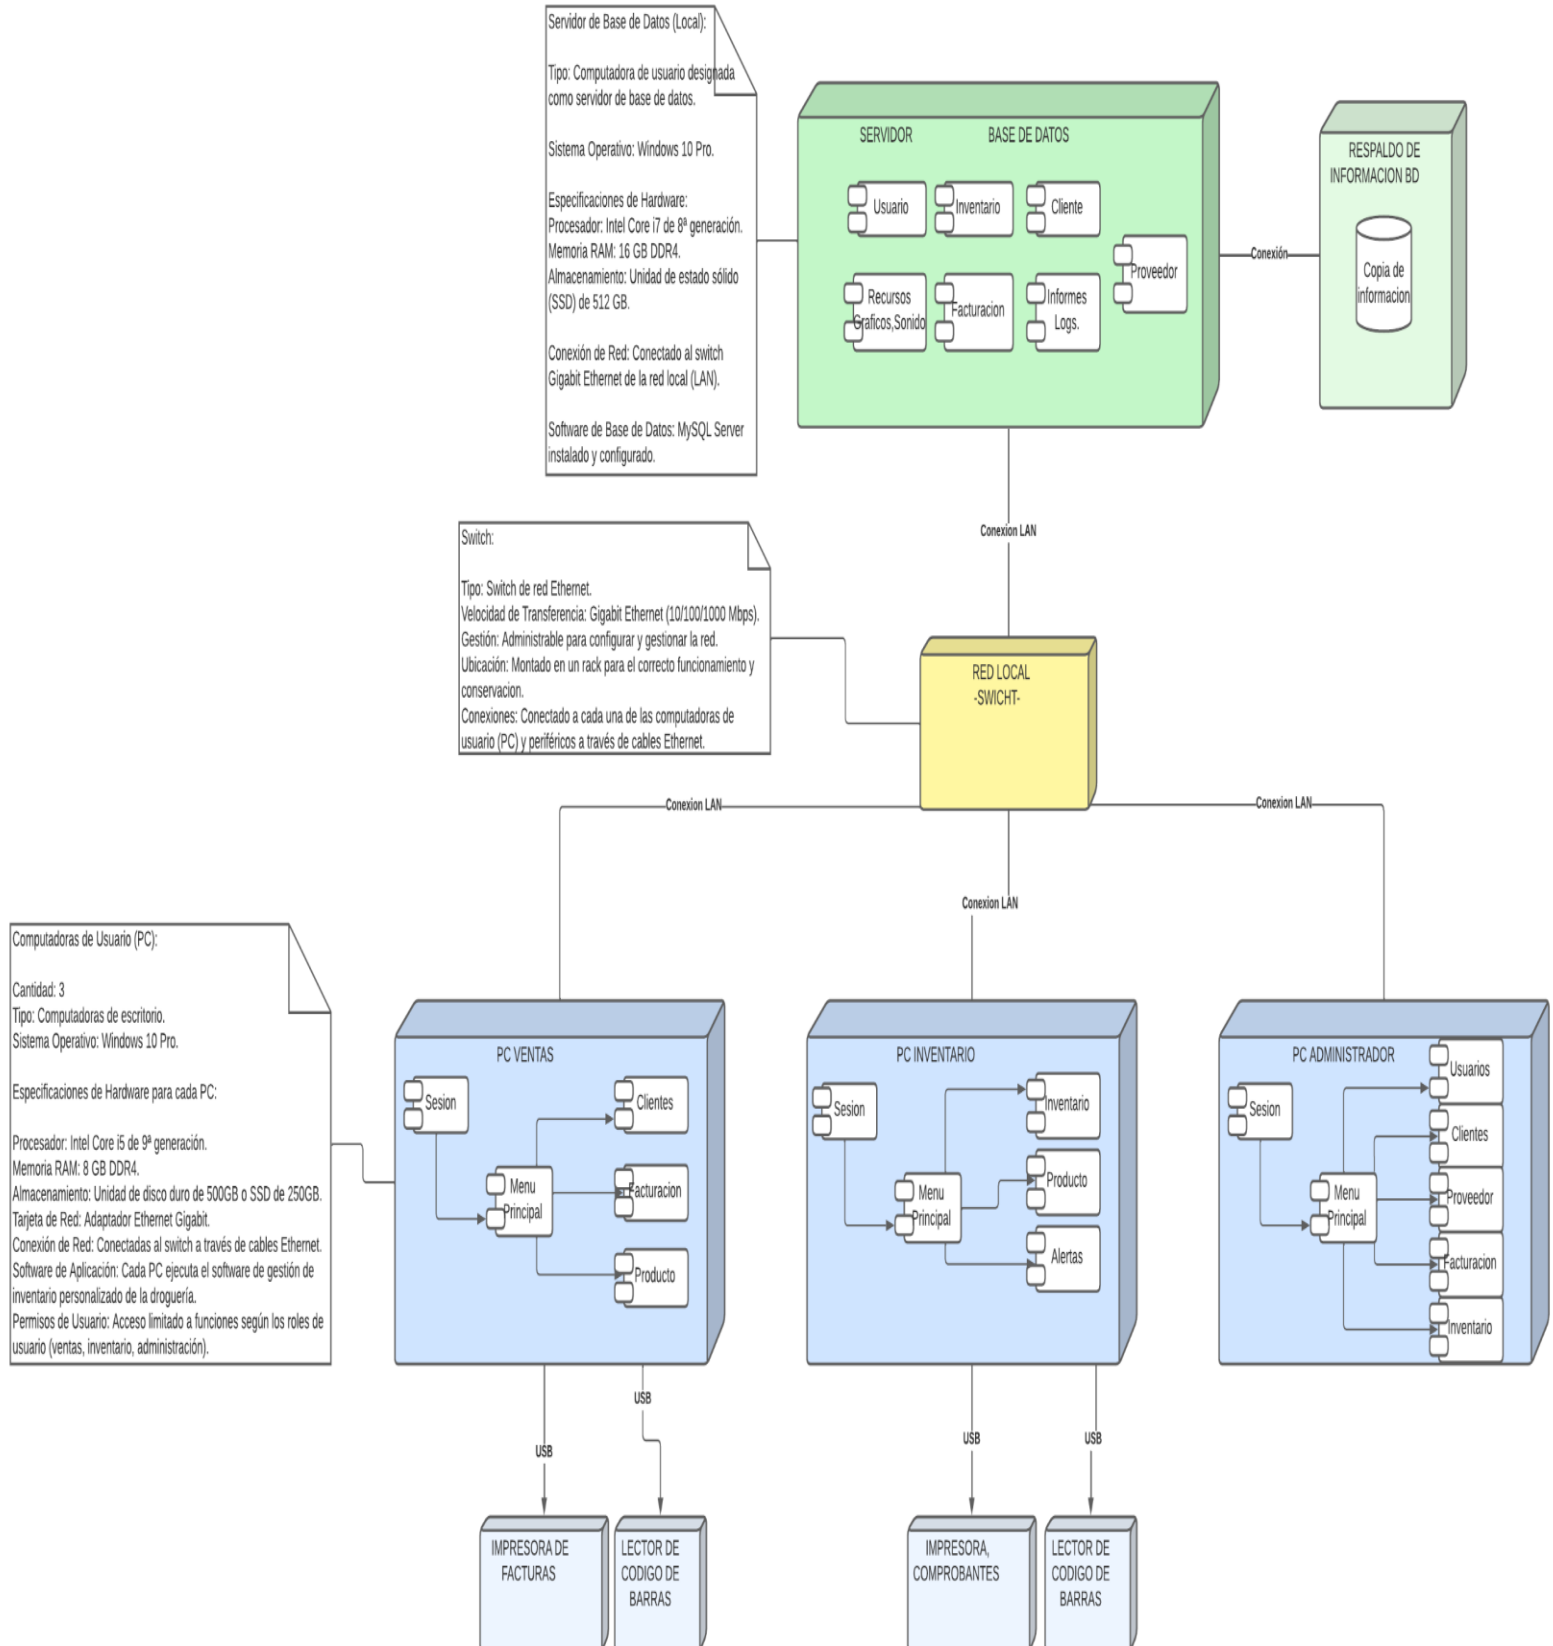 Servidor de Base de Datos (Local):
Tipo: Computadora de usuario designada
como servidor de base de datos.
Sistema Operativo: Windows 10 Pro.
Especificaciones de Hardware:
Procesador: Intel Core i7 de 8ª generación.
Memoria RAM: 16 GB DDR4.
Almacenamiento: Unidad de estado sólido
(SSD) de 512 GB.
Conexión de Red: Conectado al switch
Gigabit Ethernet de la red local (LAN).
Software de Base de Datos: MySQL Server
instalado y configurado.
SERVIDOR
BASE DE DATOS
Usuario
Inventario
Cliente
Proveedor
Recursos
Graficos,Sonido
Facturacion
Informes
Logs.
Conexión
RESPALDO DE
INFORMACION BD
Copia de
informacion
Conexion LAN
Switch:
Tipo: Switch de red Ethernet.
Velocidad de Transferencia: Gigabit Ethernet (10/100/1000 Mbps).
Gestión: Administrable para configurar y gestionar la red.
Ubicación: Montado en un rack para el correcto funcionamiento y
conservacion.
Conexiones: Conectado a cada una de las computadoras de
usuario (PC) y periféricos a través de cables Ethernet.
RED LOCAL
-SWICHT-
Conexion LAN
Conexion LAN
Conexion LAN
Computadoras de Usuario (PC):
Cantidad: 3
Tipo: Computadoras de escritorio.
Sistema Operativo: Windows 10 Pro.
Especificaciones de Hardware para cada PC:
Procesador: Intel Core i5 de 9ª generación.
Memoria RAM: 8 GB DDR4.
Almacenamiento: Unidad de disco duro de 500GB o SSD de 250GB.
Tarjeta de Red: Adaptador Ethernet Gigabit.
Conexión de Red: Conectadas al switch a través de cables Ethernet.
Software de Aplicación: Cada PC ejecuta el software de gestión de
inventario personalizado de la droguería.
Permisos de Usuario: Acceso limitado a funciones según los roles de
usuario (ventas, inventario, administración).
PC VENTAS
Sesion
Menu
Principal
Clientes
Facturacion
Producto
PC INVENTARIO
Sesion
Menu
Principal
Inventario
Producto
Alertas
PC ADMINISTRADOR
Sesion
Menu
Principal
Usuarios
Clientes
Proveedor
Facturacion
Inventario
USB
USB
USB
USB
IMPRESORA DE
FACTURAS
LECTOR DE
CODIGO DE
BARRAS
IMPRESORA,
COMPROBANTES
LECTOR DE
CODIGO DE
BARRAS